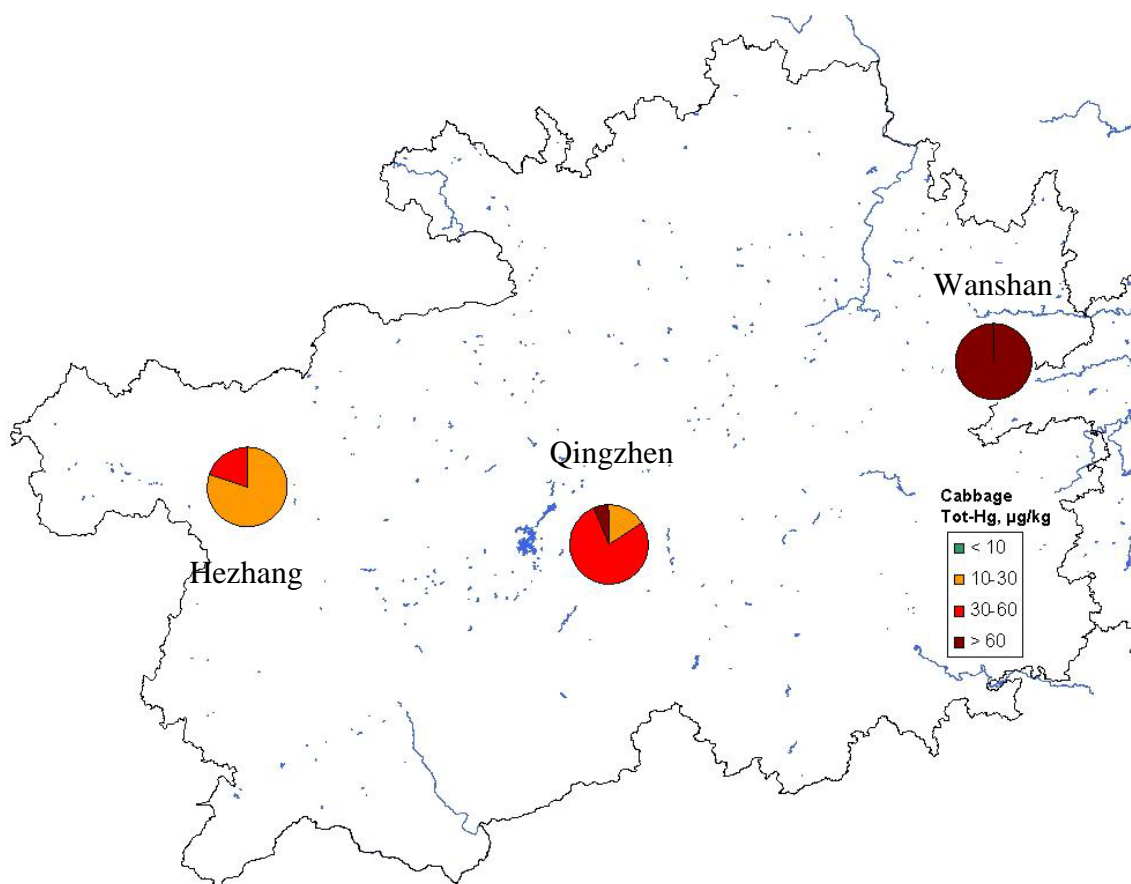 Wanshan
Qingzhen
Hezhang
Cabbage
Tot-Hg, µg/kg
< 10
10-30
30-60
> 60